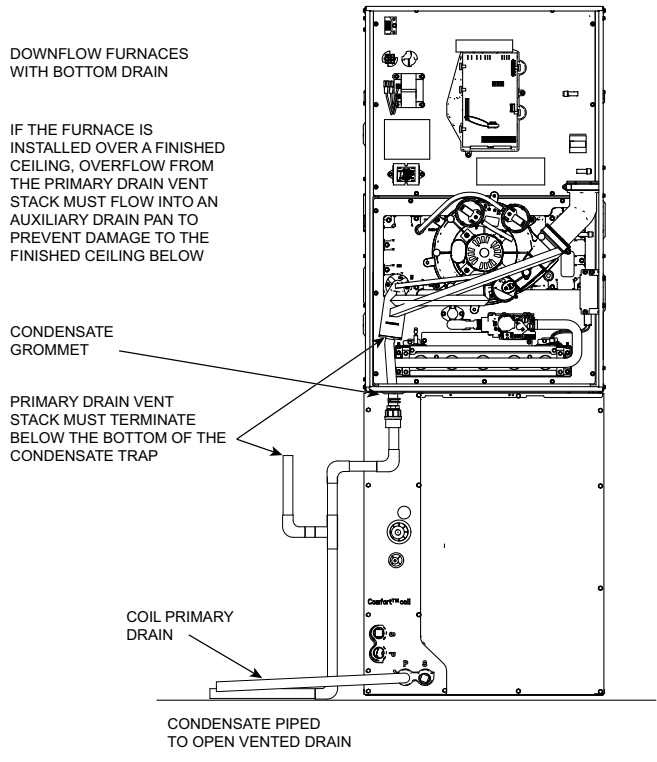 DOWNFLOW FURNACES
WITH BOTTOM DRAIN
IF THE FURNACE IS
INSTALLED OVER A FINISHED
CEILING, OVERFLOW FROM
THE PRIMARY DRAIN VENT
STACK MUST FLOW INTO AN
AUXILIARY DRAIN PAN TO
PREVENT DAMAGE TO THE
FINISHED CEILING BELOW
CONDENSATE
GROMMET
PRIMARY DRAIN VENT
STACK MUST TERMINATE
BELOW THE BOTTOM OF THE
CONDENSATE TRAP
Comfort™ coil
COIL PRIMARY
DRAIN
P S
CONDENSATE PIPED
TO OPEN VENTED DRAIN